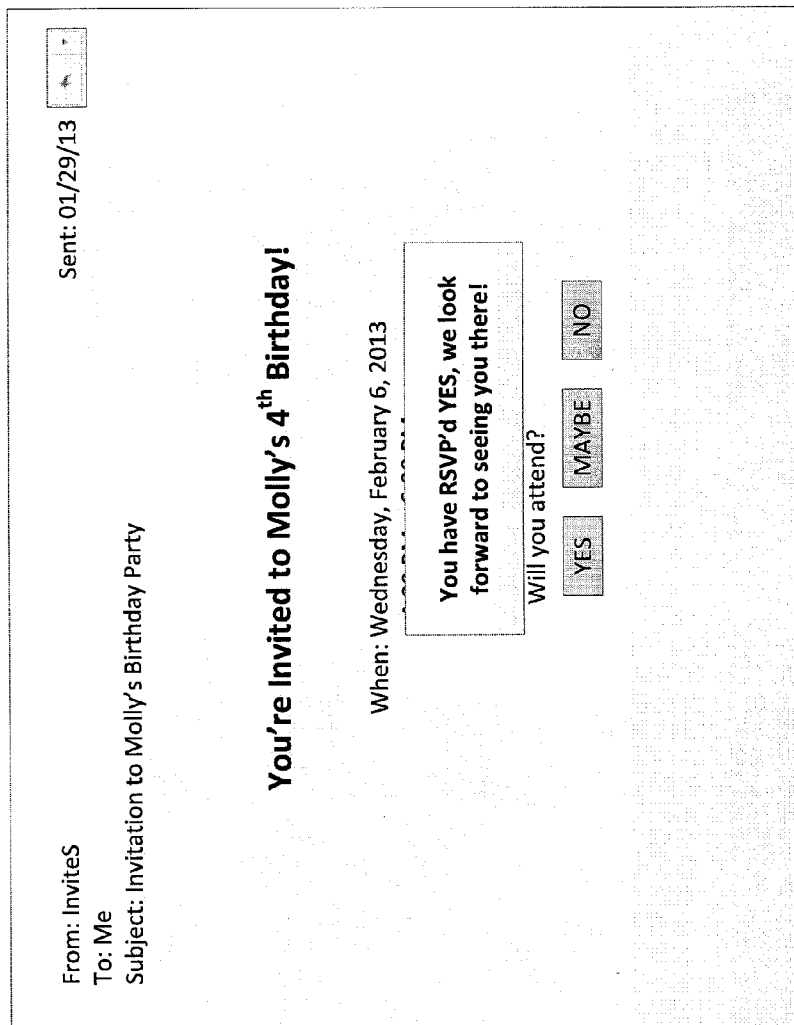 From: InviteS
Sent: 01/29/13
To: Me
Subject: Invitation to Molly's Birthday Party
You're Invited to Molly's 4th Birthday!
When: Wednesday, February 6, 2013
You have RSVP'd YES, we look
forward to seeing you there!
Will you attend?
YES MAYBE NO